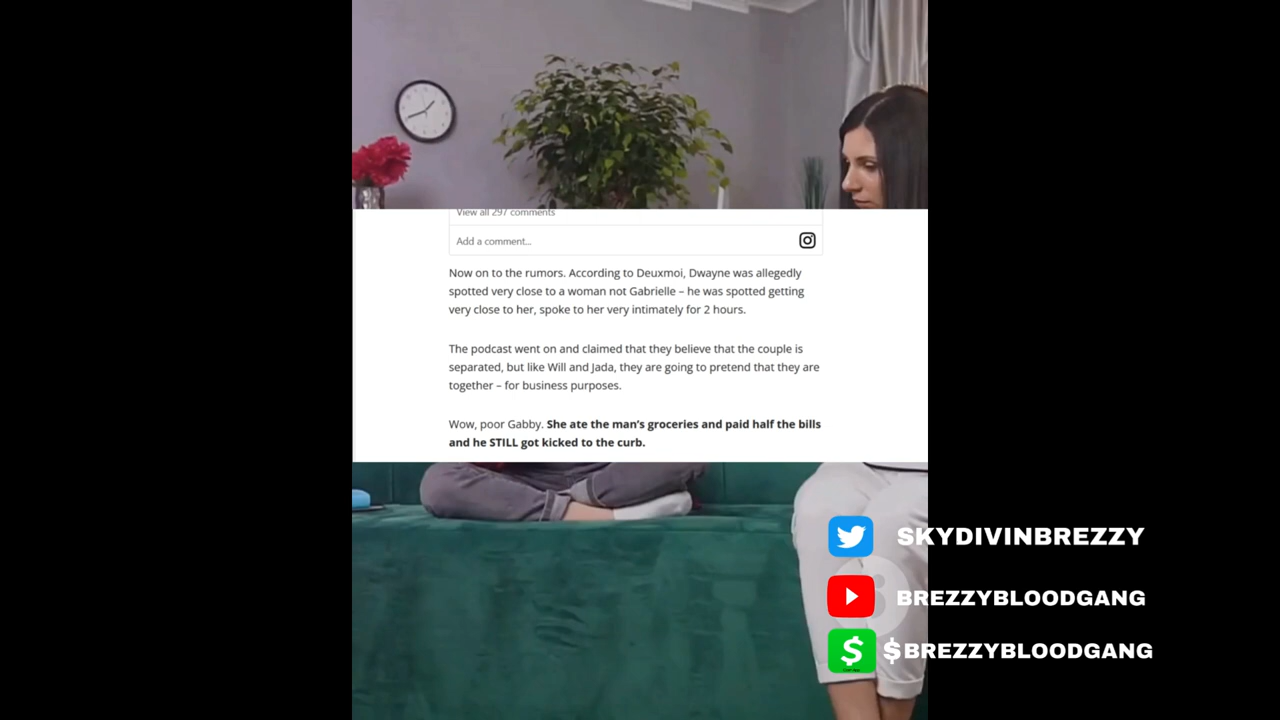 View all 297 comments
Add a comment...
Now on to the rumors. According to Deuxmoi, Dwayne was allegedly
spotted very close to a woman not Gabrielle – he was spotted getting
very close to her, spoke to her very intimately for 2 hours.
The podcast went on and claimed that they believe that the couple is
separated, but like Will and Jada, they are going to pretend that they are
together – for business purposes.
Wow, poor Gabby. She ate the man's groceries and paid half the bills
and he STILL got kicked to the curb.
SKYDIVINBREZZY
BREZZYBLOODGANG
$BREZZYBLOODGANG